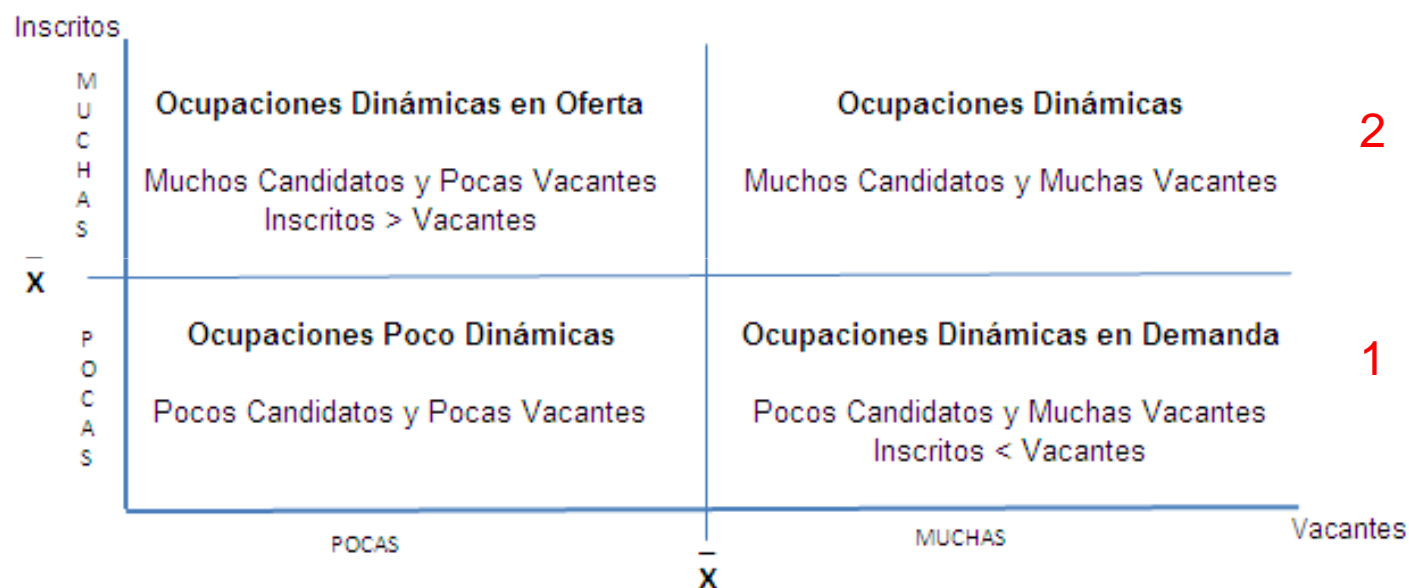 Inscritos
MUCHAS
Ocupaciones Dinámicas en Oferta
Muchos Candidatos y Pocas Vacantes
Inscritos > Vacantes
Ocupaciones Dinámicas
Muchos Candidatos y Muchas Vacantes
2
X̄
POCAS
Ocupaciones Poco Dinámicas
Pocos Candidatos y Pocas Vacantes
Ocupaciones Dinámicas en Demanda
Pocos Candidatos y Muchas Vacantes
Inscritos < Vacantes
1
POCAS
X̄
MUCHAS
Vacantes